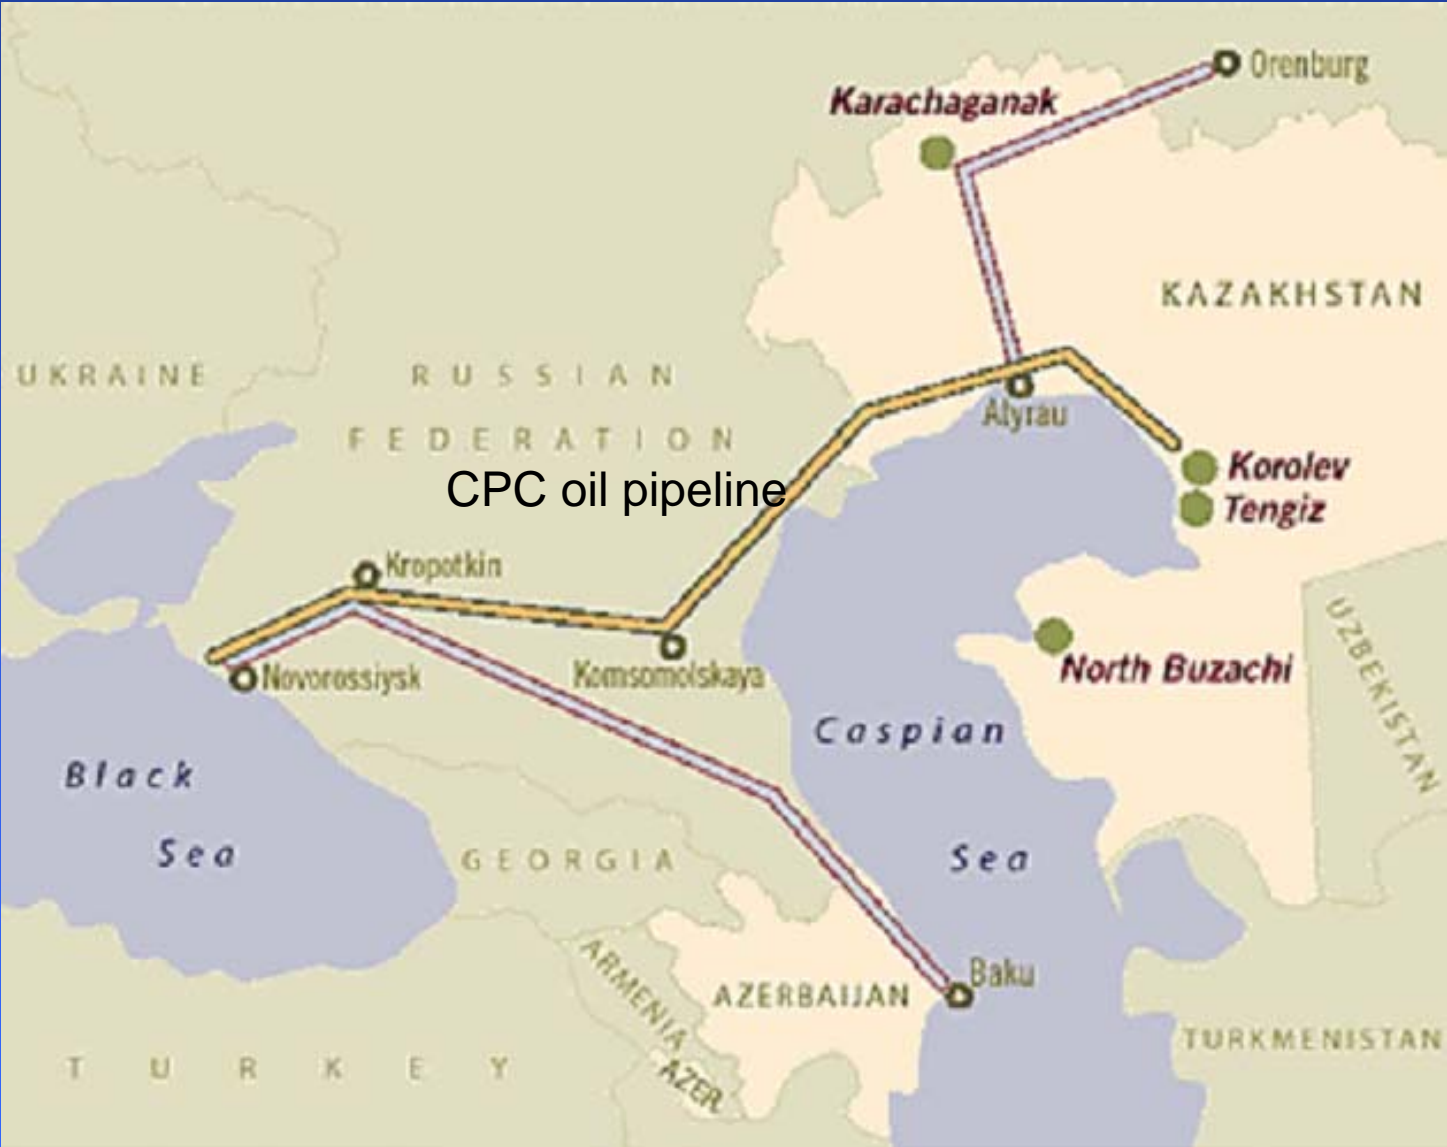 Orenburg
Karachaganak
KAZAKHSTAN
UKRAINE
RUSSIAN
FEDERATION
Atyrau
Korolev
CPC oil pipeline
Tengiz
Kropotkin
UZBEKISTAN
North Buzachi
Novorossiysk
Komsomolskaya
Caspian
Black
Sea
Sea
GEORGIA
ARMENIA
Baku
AZERBAIJAN
TURKMENISTAN
TURKEY
AZER